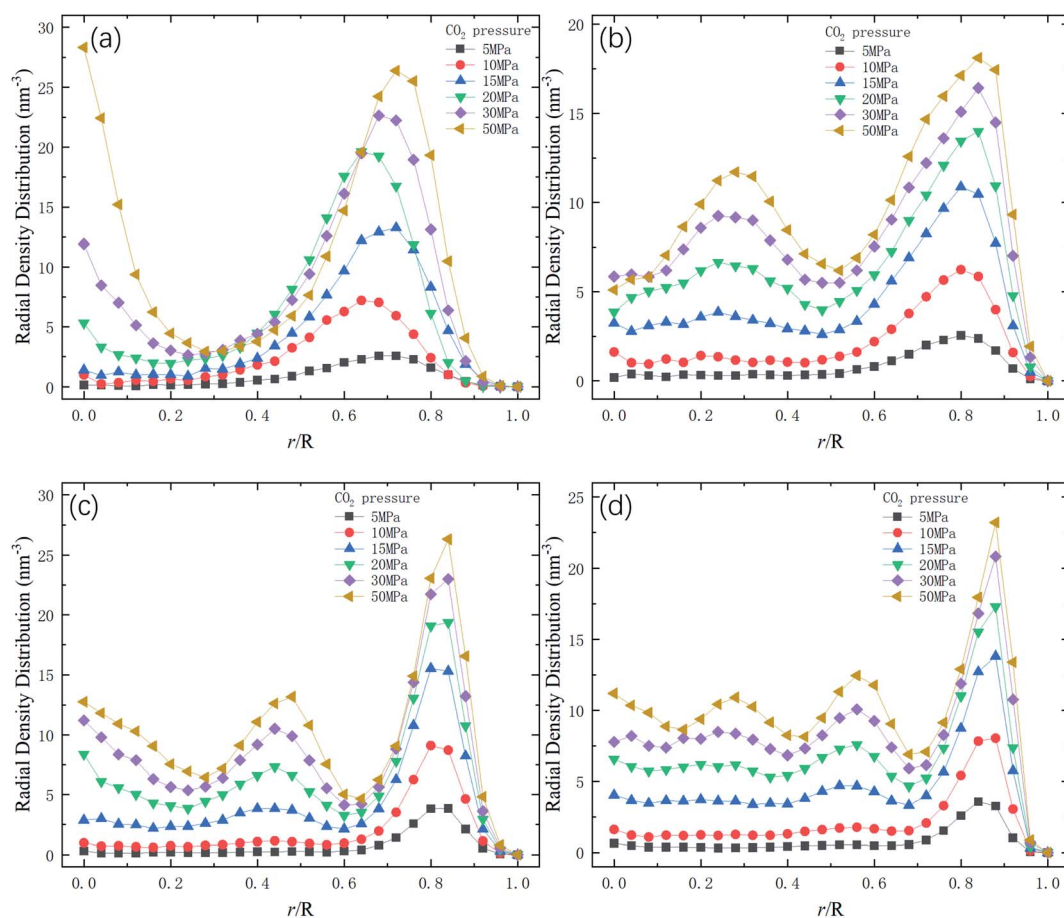 (a)
CO2 pressure
5MPa
10MPa
15MPa
20MPa
30MPa
50MPa
Radial Density Distribution (nm-3)
30
25
20
15
10
5
0
0.0 0.2 0.4 0.6 0.8 1.0
r/R
(b)
CO2 pressure
5MPa
10MPa
15MPa
20MPa
30MPa
50MPa
Radial Density Distribution (nm-3)
20
15
10
5
0
0.0 0.2 0.4 0.6 0.8 1.0
r/R
(c)
CO2 pressure
5MPa
10MPa
15MPa
20MPa
30MPa
50MPa
Radial Density Distribution (nm-3)
30
25
20
15
10
5
0
0.0 0.2 0.4 0.6 0.8 1.0
r/R
(d)
CO2 pressure
5MPa
10MPa
15MPa
20MPa
30MPa
50MPa
Radial Density Distribution (nm-3)
25
20
15
10
5
0
0.0 0.2 0.4 0.6 0.8 1.0
r/R